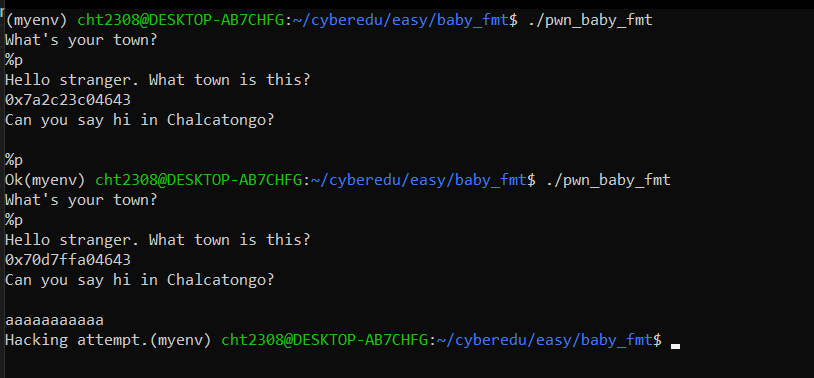 (myenv) cht2308@DESKTOP-AB7CHFG:~/cyberedu/easy/baby_fmt$ ./pwn_baby_fmt
What's your town?
%p
Hello stranger. What town is this?
0x7a2c23c04643
Can you say hi in Chalcatongo?

%p
Ok(myenv) cht2308@DESKTOP-AB7CHFG:~/cyberedu/easy/baby_fmt$ ./pwn_baby_fmt
What's your town?
%p
Hello stranger. What town is this?
0x70d7ffa04643
Can you say hi in Chalcatongo?

aaaaaaaaaaa
Hacking attempt.(myenv) cht2308@DESKTOP-AB7CHFG:~/cyberedu/easy/baby_fmt$